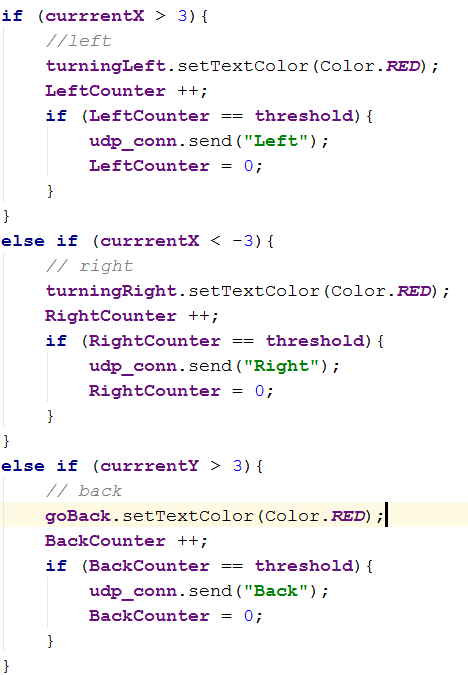 if (currrentX > 3){
    //left
    turningLeft.setTextColor(Color.RED);
    LeftCounter ++;
    if (LeftCounter == threshold){
        udp_conn.send("Left");
        LeftCounter = 0;
    }
}
else if (currrentX < -3){
    // right
    turningRight.setTextColor(Color.RED);
    RightCounter ++;
    if (RightCounter == threshold){
        udp_conn.send("Right");
        RightCounter = 0;
    }
}
else if (currrentY > 3){
    // back
    goBack.setTextColor(Color.RED);
    BackCounter ++;
    if (BackCounter == threshold){
        udp_conn.send("Back");
        BackCounter = 0;
    }
}